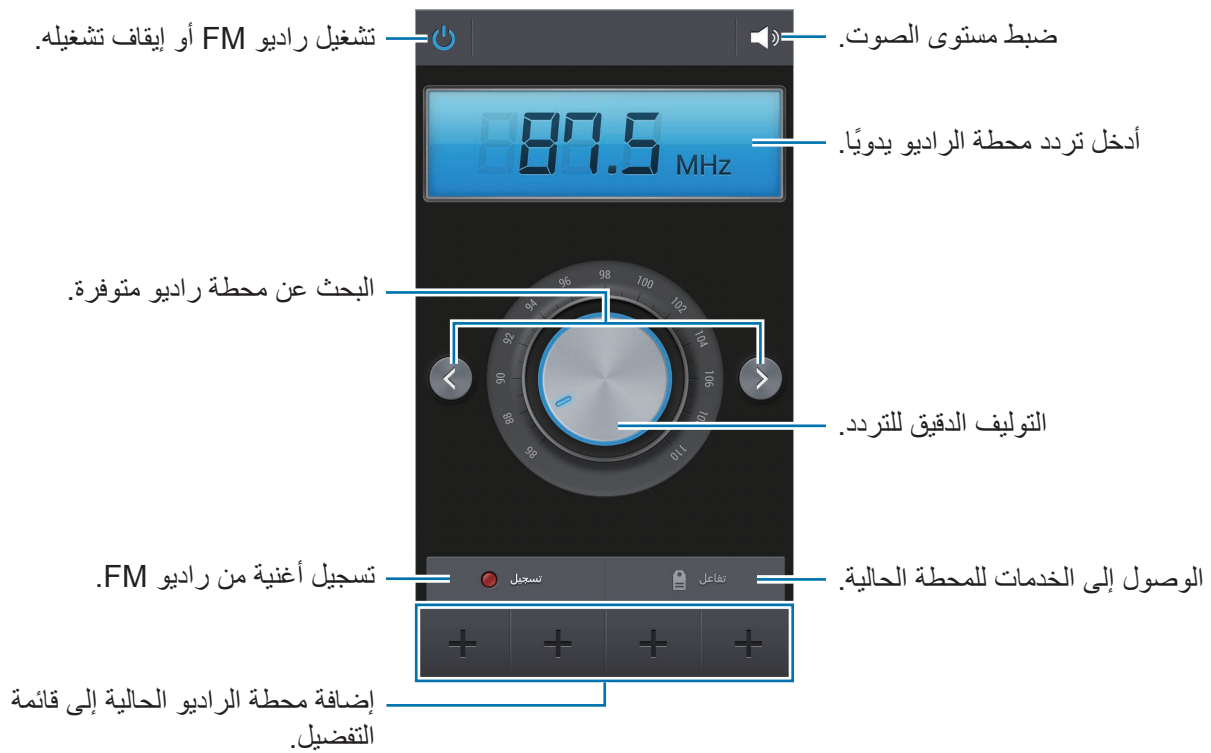 تشغيل راديو FM أو إيقاف تشغيله.
ضبط مستوى الصوت.
87.5 MHz
أدخل تردد محطة الراديو يدويًا.
البحث عن محطة راديو متوفرة.
86
88
90
92
94
96
98
100
102
104
106
110
التوليف الدقيق للتردد.
تسجيل أغنية من راديو FM.
تسجيل
تفاعل
الوصول إلى الخدمات للمحطة الحالية.
إضافة محطة الراديو الحالية إلى قائمة
التفضيل.